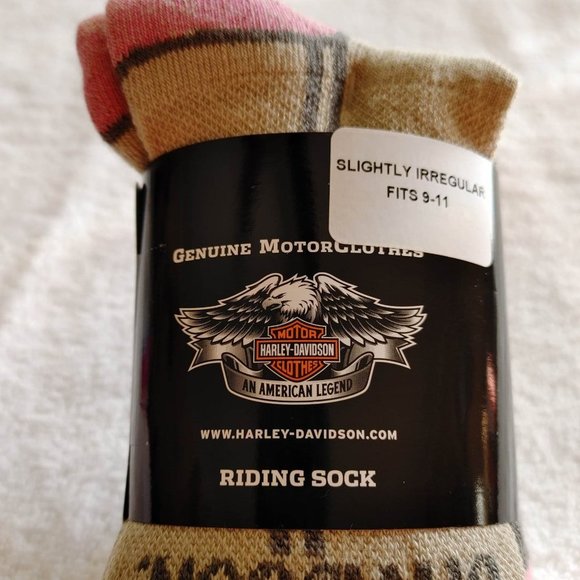 SLIGHTLY IRREGULAR
FITS 9-11
GENUINE MOTORCLOTHES
MOTOR
HARLEY-DAVIDSON
CLOTHES
AN AMERICAN LEGEND
WWW.HARLEY-DAVIDSON.COM
RIDING SOCK